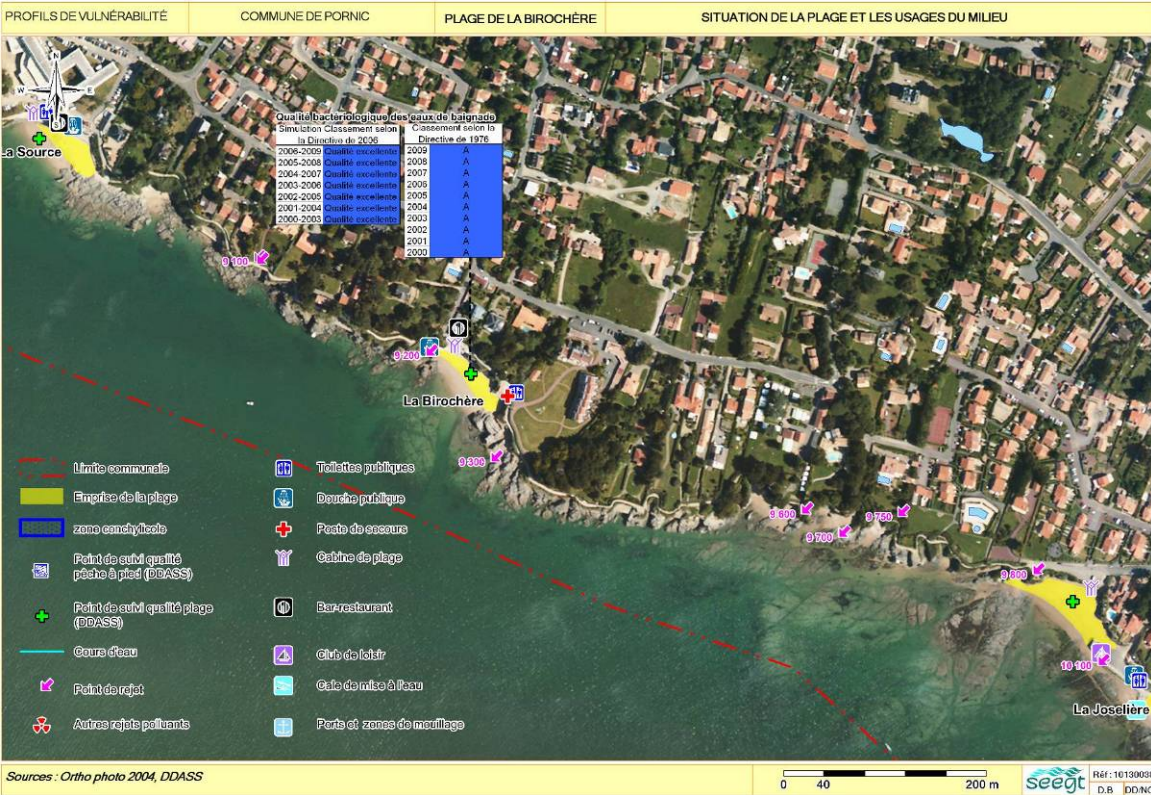 PROFILS DE VULNÉRABILITÉ
COMMUNE DE PORNIC
PLAGE DE LA BIROCHÈRE
SITUATION DE LA PLAGE ET LES USAGES DU MILIEU
N
W E
S
La Source
Qualité bactériologique des eaux de baignade
Simulation Classement selon
la Directive de 2006
2006-2009 Qualité excellente
2005-2008 Qualité excellente
2004-2007 Qualité excellente
2003-2006 Qualité excellente
2002-2005 Qualité excellente
2001-2004 Qualité excellente
2000-2003 Qualité excellente
Classement selon la
Directive de 1976
2009 A
2008 A
2007 A
2006 A
2005 A
2004 A
2003 A
2002 A
2001 A
2000 A
9 100
9 200
La Birochère
9 300
9 600
9 750
9 700
9 800
10 100
La Joselière
Limite communale
Emprise de la plage
zone conchylicole
Point de suivi qualité
pêche à pied (DDASS)
Point de suivi qualité plage
(DDASS)
Cours d'eau
Point de rejet
Autres rejets polluants
Toilettes publiques
Douche publique
Poste de secours
Cabine de plage
Bar-restaurant
Club de loisir
Cale de mise à l'eau
Ports et zones de mouillage
Sources : Ortho photo 2004, DDASS
0 40 200 m
seegt
Réf :
D.B